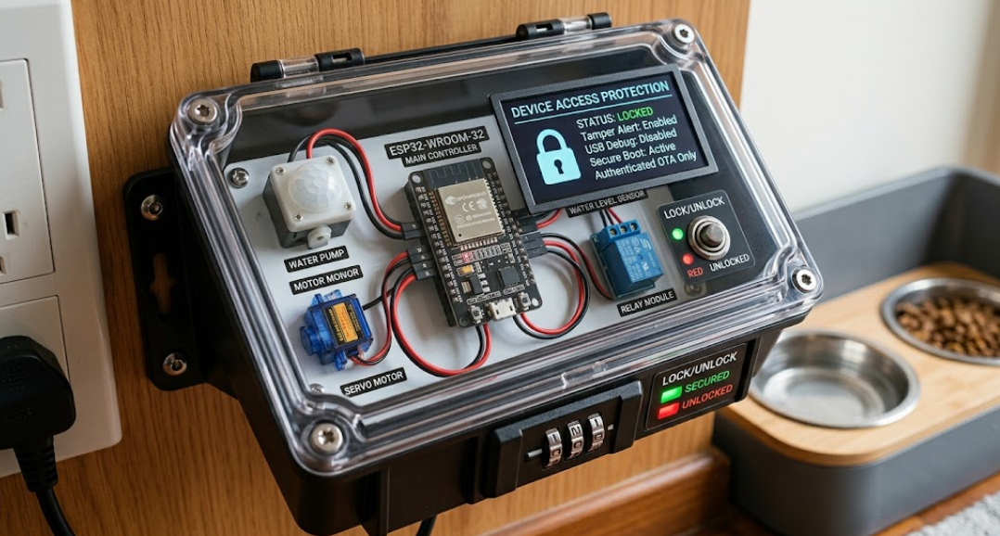 DEVICE ACCESS PROTECTION
STATUS: LOCKED
Tamper Alert: Enabled
USB Debug: Disabled
Secure Boot: Active
Authenticated OTA Only
ESP32-WROOM-32
MAIN CONTROLLER
WATER LEVEL SENSOR
LOCK/UNLOCK
RED UNLOCKED
WATER PUMP
MOTOR MOWOR
RELAY MODULE
SERVO MOTOR
LOCK/UNLOCK
SECURED
UNLOCKED